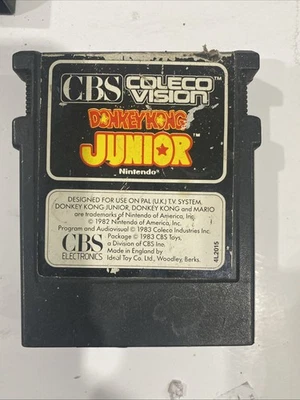 CBS COLECO VISION™
DONKEY KONG
JUNIOR™
Nintendo®
DESIGNED FOR USE ON PAL (U.K.) T.V. SYSTEM.
DONKEY KONG JUNIOR, DONKEY KONG and MARIO
are trademarks of Nintendo of America, Inc.
© 1982 Nintendo of America, Inc.
Program and Audiovisual © 1983 Coleco Industries Inc.
Package © 1983 CBS Toys,
a Division of CBS Inc.
Made in England by
Ideal Toy Co. Ltd., Woodley, Berks.
CBS
ELECTRONICS
4L2015